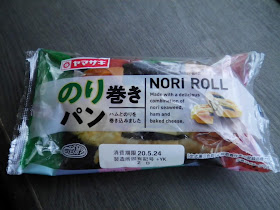 ヤマザキ
のり巻き
パン
ハムとのりを
巻き込みました
NORI ROLL
Made with a delicious
combination of
nori seaweed,
ham and
baked cheese.
消費期限 20.5.24
製造所固有記号 +YK